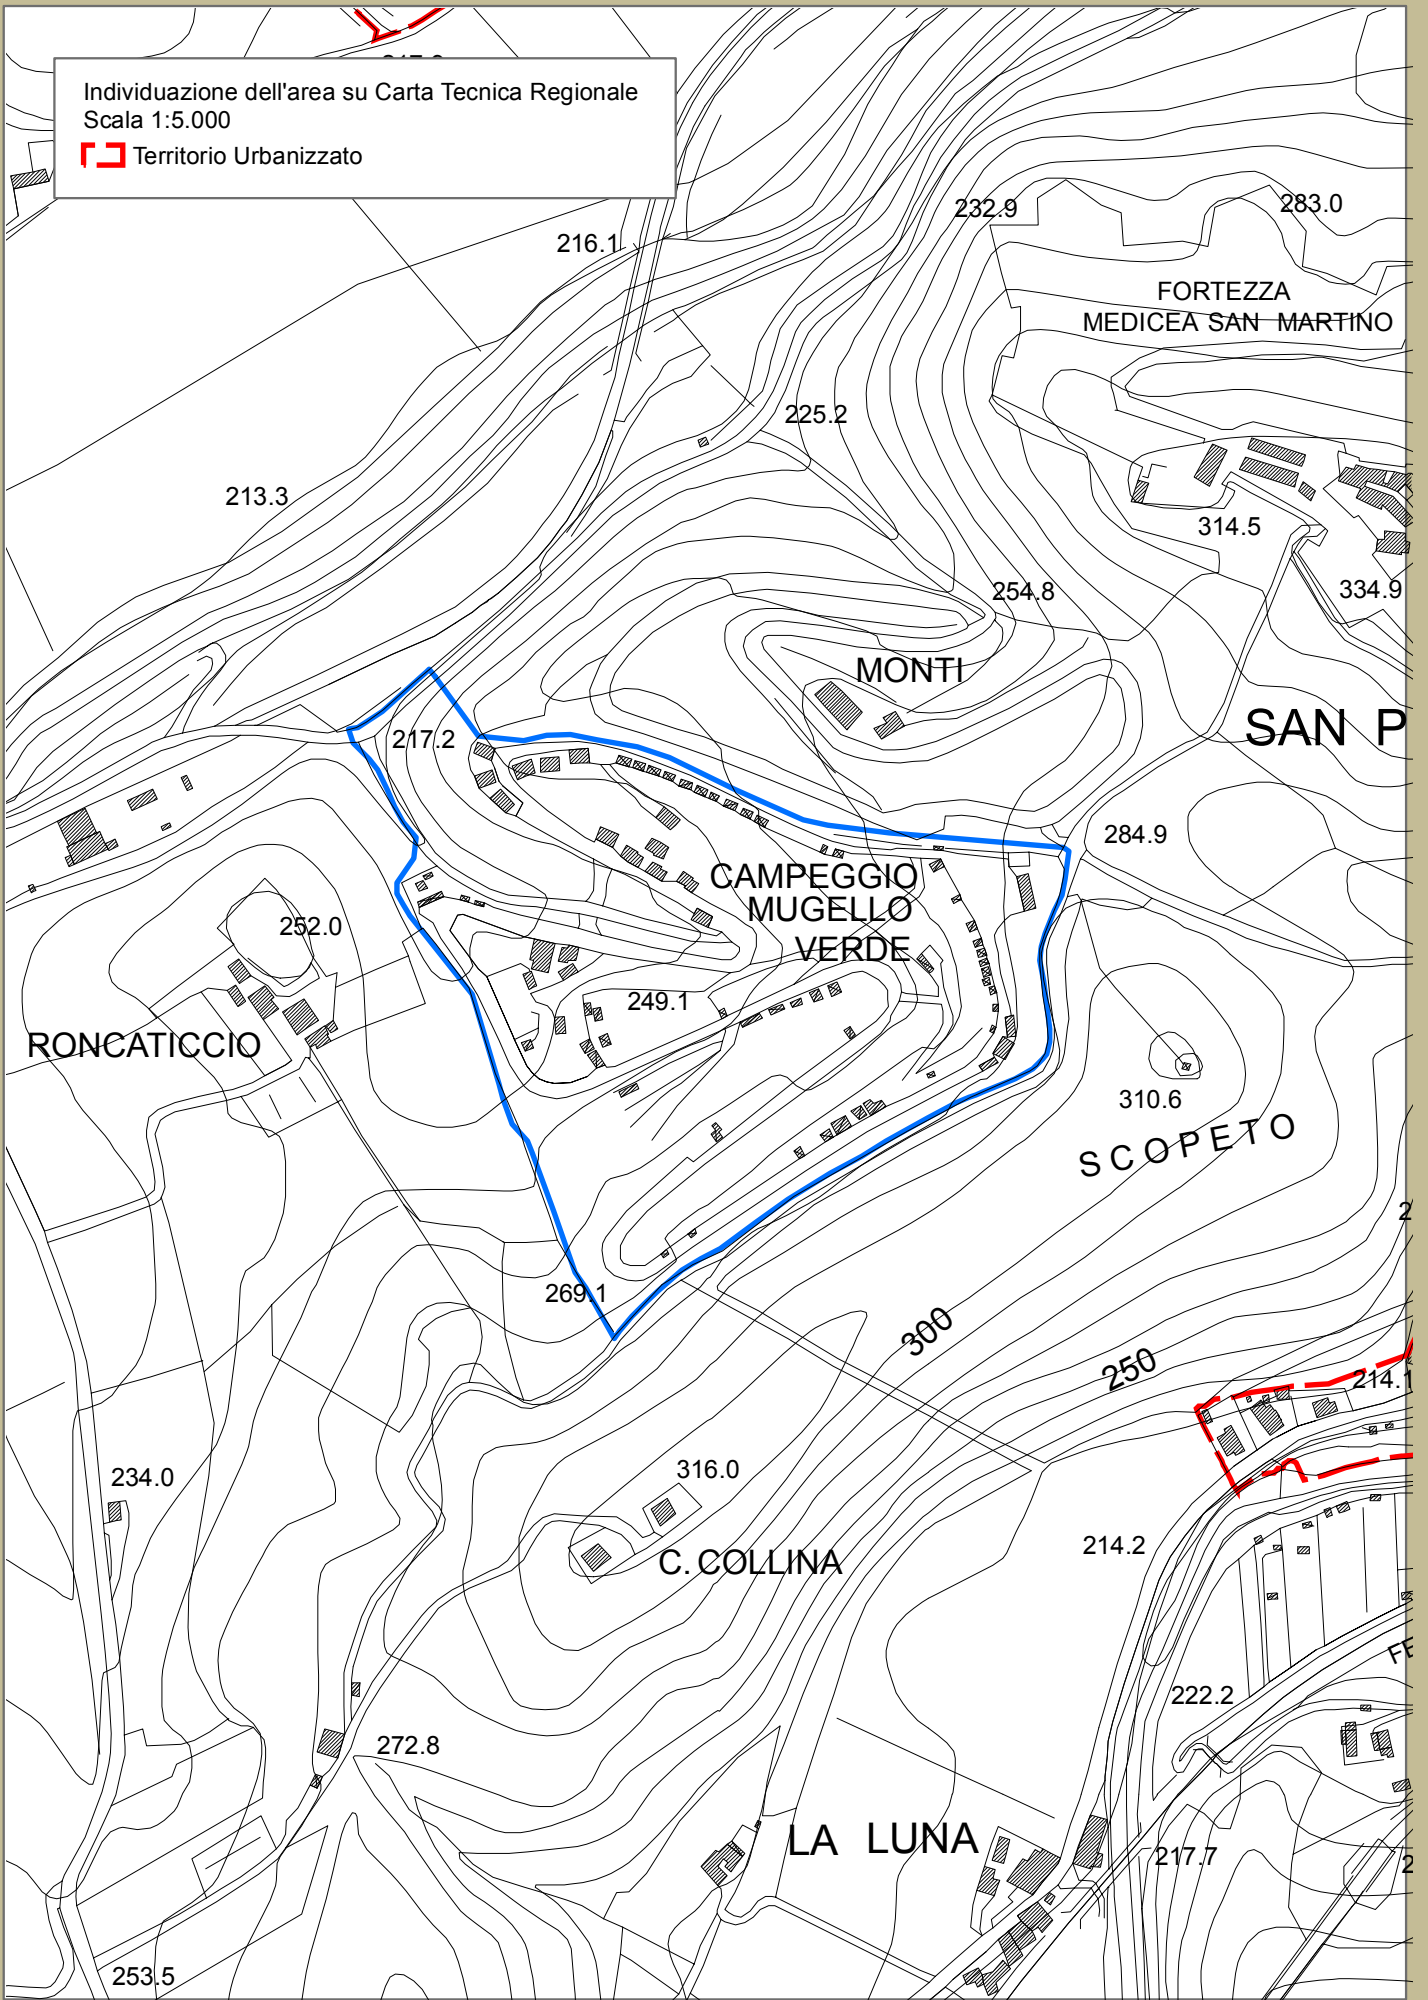 Individuazione dell'area su Carta Tecnica Regionale
Scala 1:5.000
Territorio Urbanizzato
232.9
283.0
216.1
FORTEZZA
MEDICEA SAN MARTINO
225.2
213.3
314.5
334.9
254.8
MONTI
SAN P
217.2
284.9
CAMPEGGIO
MUGELLO
VERDE
252.0
249.1
RONCATICCIO
310.6
SCOPETO
269.1
300
250
214.1
316.0
234.0
214.2
C. COLLINA
FE
222.2
272.8
LA LUNA
217.7
253.5